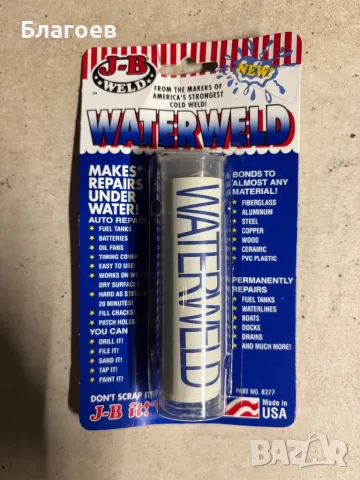 Благоев
J-B
WELD
™
NEW!
FROM THE MAKERS OF
AMERICA'S STRONGEST
COLD WELD!
WATERWELD
MAKES
REPAIRS
UNDER
WATER!
AUTO REPAIR
FUEL TANKS
BATTERIES
OIL PANS
TIMING COVER
EASY TO USE!
WORKS ON WET
DRY SURFACES
HARD AS STEEL
20 MINUTES!
FILL CRACKS!
PATCH HOLES
YOU CAN
DRILL IT!
FILE IT!
SAND IT!
TAP IT!
PAINT IT!
DON'T SCRAP IT
J-B it!
WATERWELD
BONDS TO
ALMOST ANY
MATERIAL!
FIBERGLASS
ALUMINUM
STEEL
COPPER
WOOD
CERAMIC
PVC PLASTIC
PERMANENTLY
REPAIRS
FUEL TANKS
WATERLINES
BOATS
DOCKS
DRAINS
AND MUCH MORE!
PART NO. 8277
Made in
USA
BAZAR